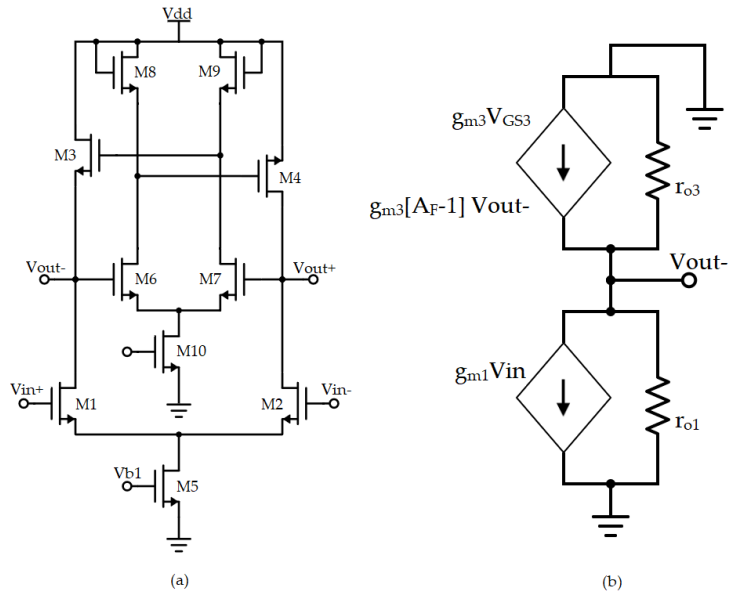 Vdd
M8
M9
M3
M4
Vout-
M6
M7
Vout+
M10
Vin+
M1
M2
Vin-
Vb1
M5
(a)
gm3VGS3
gm3[AF-1] Vout-
ro3
Vout-
gm1Vin
ro1
(b)